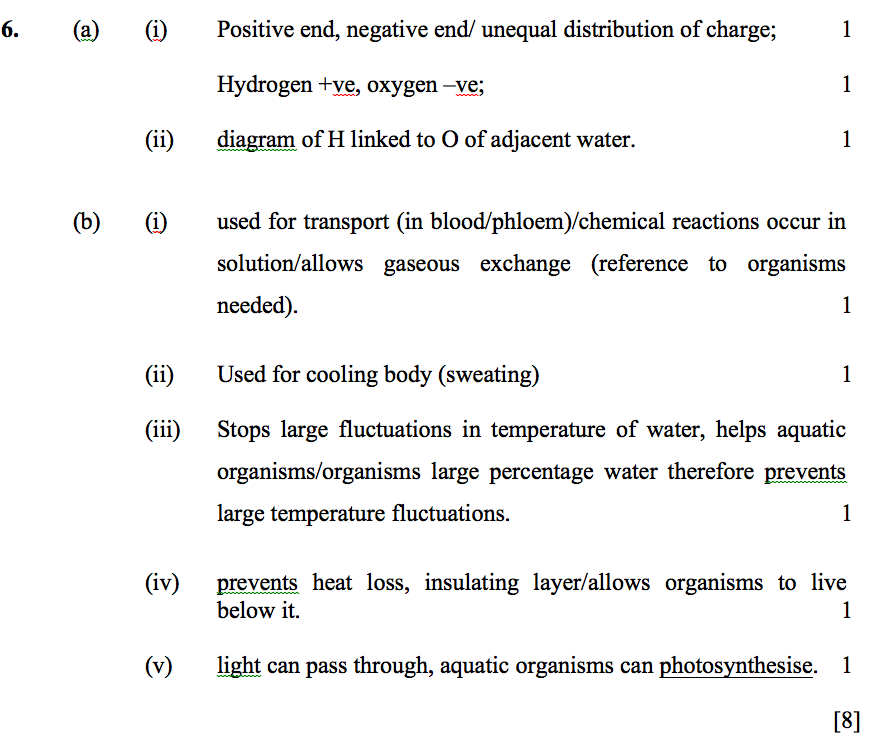 6. (a) (i) Positive end, negative end/ unequal distribution of charge; 1
Hydrogen +ve, oxygen –ve; 1
(ii) diagram of H linked to O of adjacent water. 1
(b) (i) used for transport (in blood/phloem)/chemical reactions occur in
solution/allows gaseous exchange (reference to organisms
needed). 1
(ii) Used for cooling body (sweating) 1
(iii) Stops large fluctuations in temperature of water, helps aquatic
organisms/organisms large percentage water therefore prevents
large temperature fluctuations. 1
(iv) prevents heat loss, insulating layer/allows organisms to live
below it. 1
(v) light can pass through, aquatic organisms can photosynthesise. 1
[8]